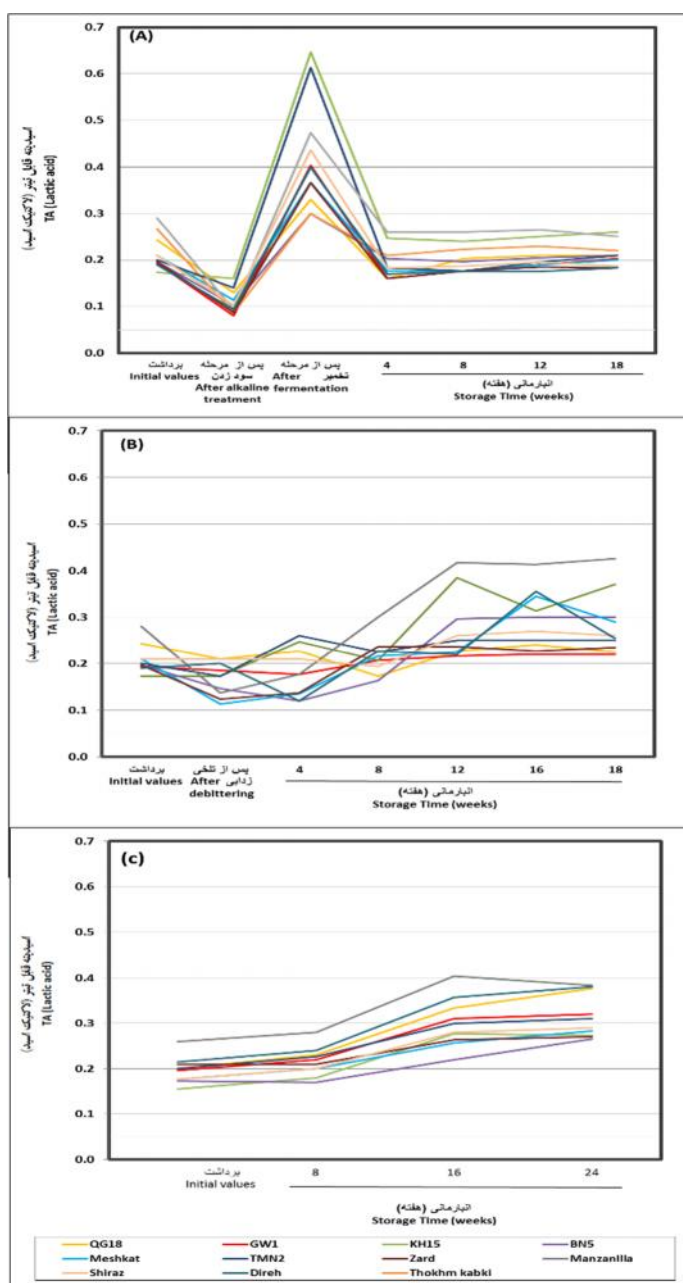 (A)
0.7
0.6
0.5
0.4
0.3
0.2
0.1
0.0
اسیدیته قابل تیتر (لاکتیک اسید)
TA (Lactic acid)
برداشت
Initial values
پس از مرحله
سود زدن
After alkaline
treatment
پس از مرحله
تخمیر After
fermentation
4 8 12 18
انبارمانی (هفته)
Storage Time (weeks)
(B)
0.7
0.6
0.5
0.4
0.3
0.2
0.1
0.0
اسیدیته قابل تیتر (لاکتیک اسید)
TA (Lactic acid)
برداشت
Initial values
پس از تلخی
زدایی After
debittering
4 8 12 16 18
انبارمانی (هفته)
Storage Time (weeks)
(c)
0.7
0.6
0.5
0.4
0.3
0.2
0.1
0.0
اسیدیته قابل تیتر (لاکتیک اسید)
TA (Lactic acid)
برداشت
Initial values
8 16 24
انبارمانی (هفته)
Storage Time (weeks)
QG18 GW1 KH15 BN5
Meshkat TMN2 Zard Manzanilla
Shiraz Direh Thokhm kabki